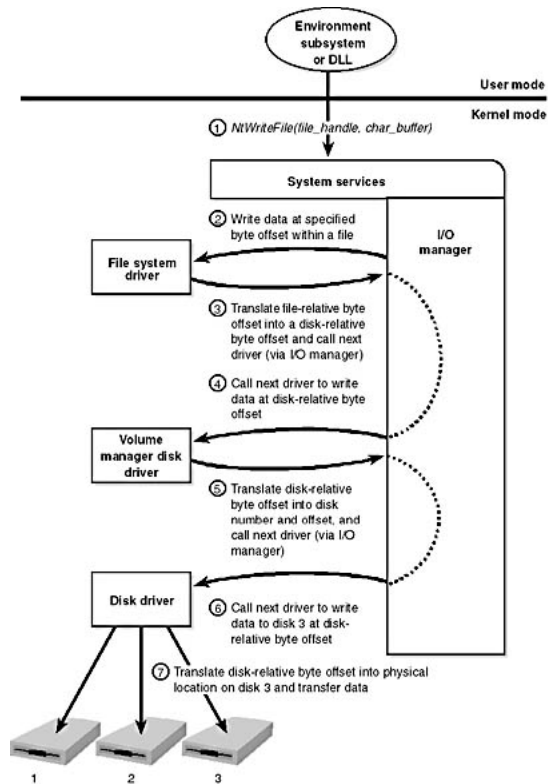 Environment
subsystem
or DLL
User mode
Kernel mode
1 NtWriteFile(file_handle, char_buffer)
System services
2 Write data at specified
byte offset within a file
I/O
manager
File system
driver
3 Translate file-relative byte
offset into a disk-relative
byte offset and call next
driver (via I/O manager)
4 Call next driver to write
data at disk-relative byte
offset
Volume
manager disk
driver
5 Translate disk-relative
byte offset into disk
number and offset, and
call next driver (via I/O
manager)
Disk driver
6 Call next driver to write
data to disk 3 at disk-
relative byte offset
7 Translate disk-relative byte offset into physical
location on disk 3 and transfer data
1
2
3